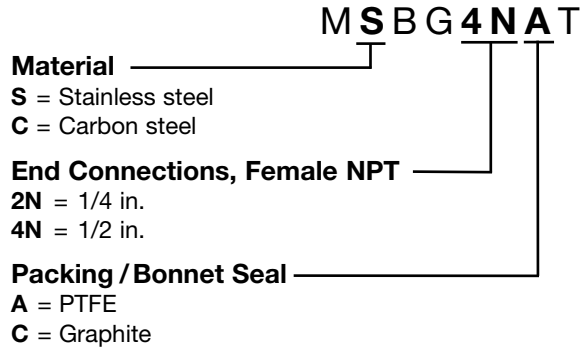 MSBG4NAT
Material
S = Stainless steel
C = Carbon steel
End Connections, Female NPT
2N = 1/4 in.
4N = 1/2 in.
Packing / Bonnet Seal
A = PTFE
C = Graphite